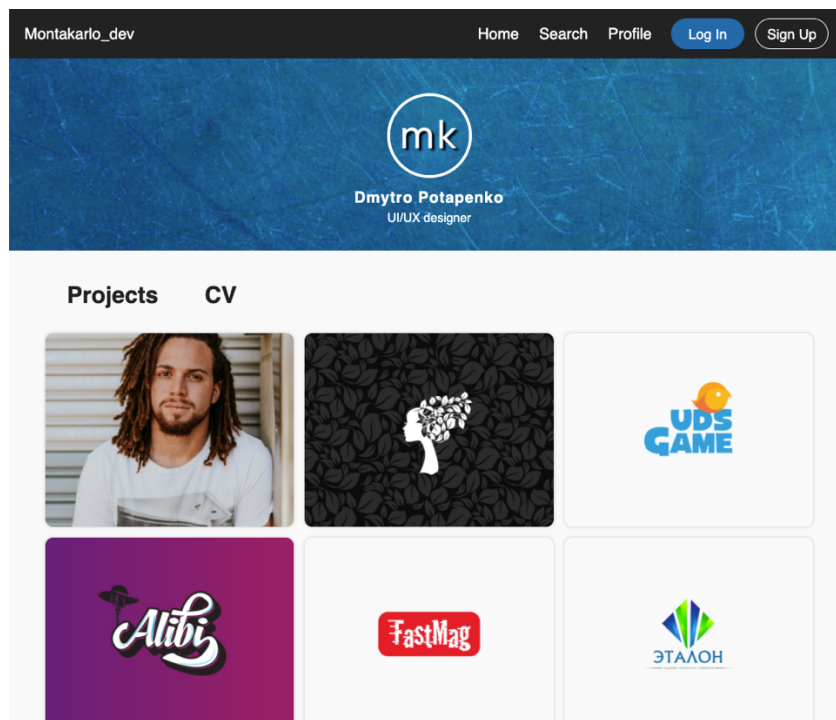 Montakarlo_dev
Home Search Profile Log In Sign Up
mk
Dmytro Potapenko
UI/UX designer
Projects CV
UDS
GAME
Alibi
FastMag
ЭТАЛОН